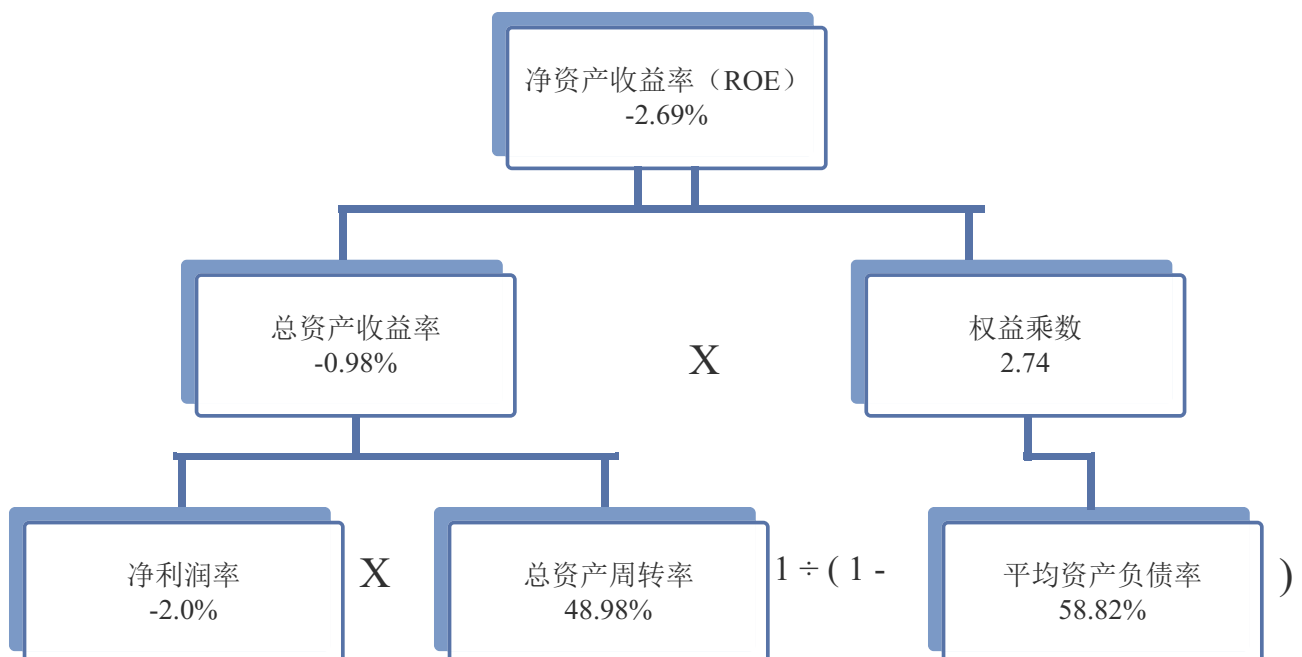 净资产收益率（ROE）
-2.69%
总资产收益率
-0.98%
X
权益乘数
2.74
净利润率
-2.0%
X
总资产周转率
48.98%
1 ÷ ( 1 -
平均资产负债率
58.82%
)